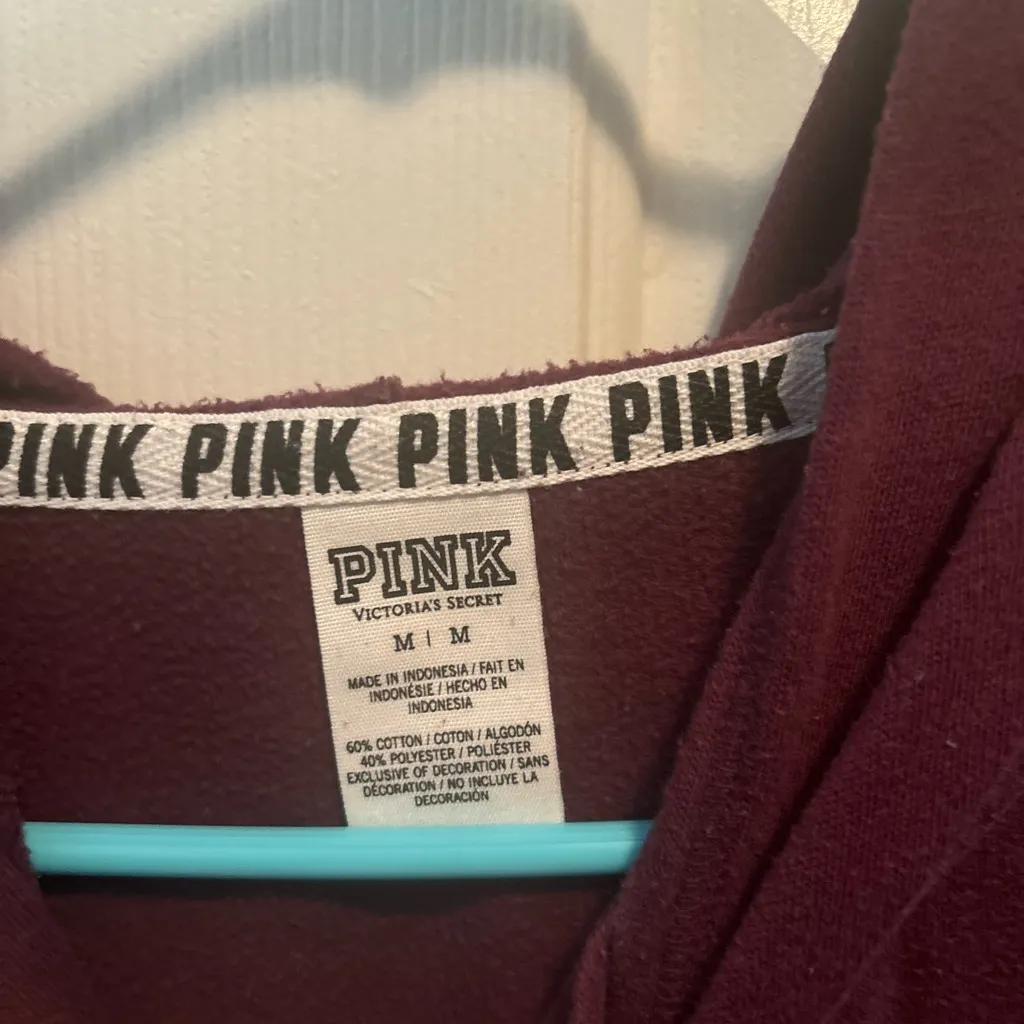 PINK PINK PINK PINK
PINK
VICTORIA'S SECRET
M | M
MADE IN INDONESIA / FAIT EN
INDONÉSIE / HECHO EN
INDONESIA
60% COTTON / COTON / ALGODÓN
40% POLYESTER / POLIÉSTER
EXCLUSIVE OF DECORATION / SANS
DÉCORATION / NO INCLUYE LA
DECORACIÓN